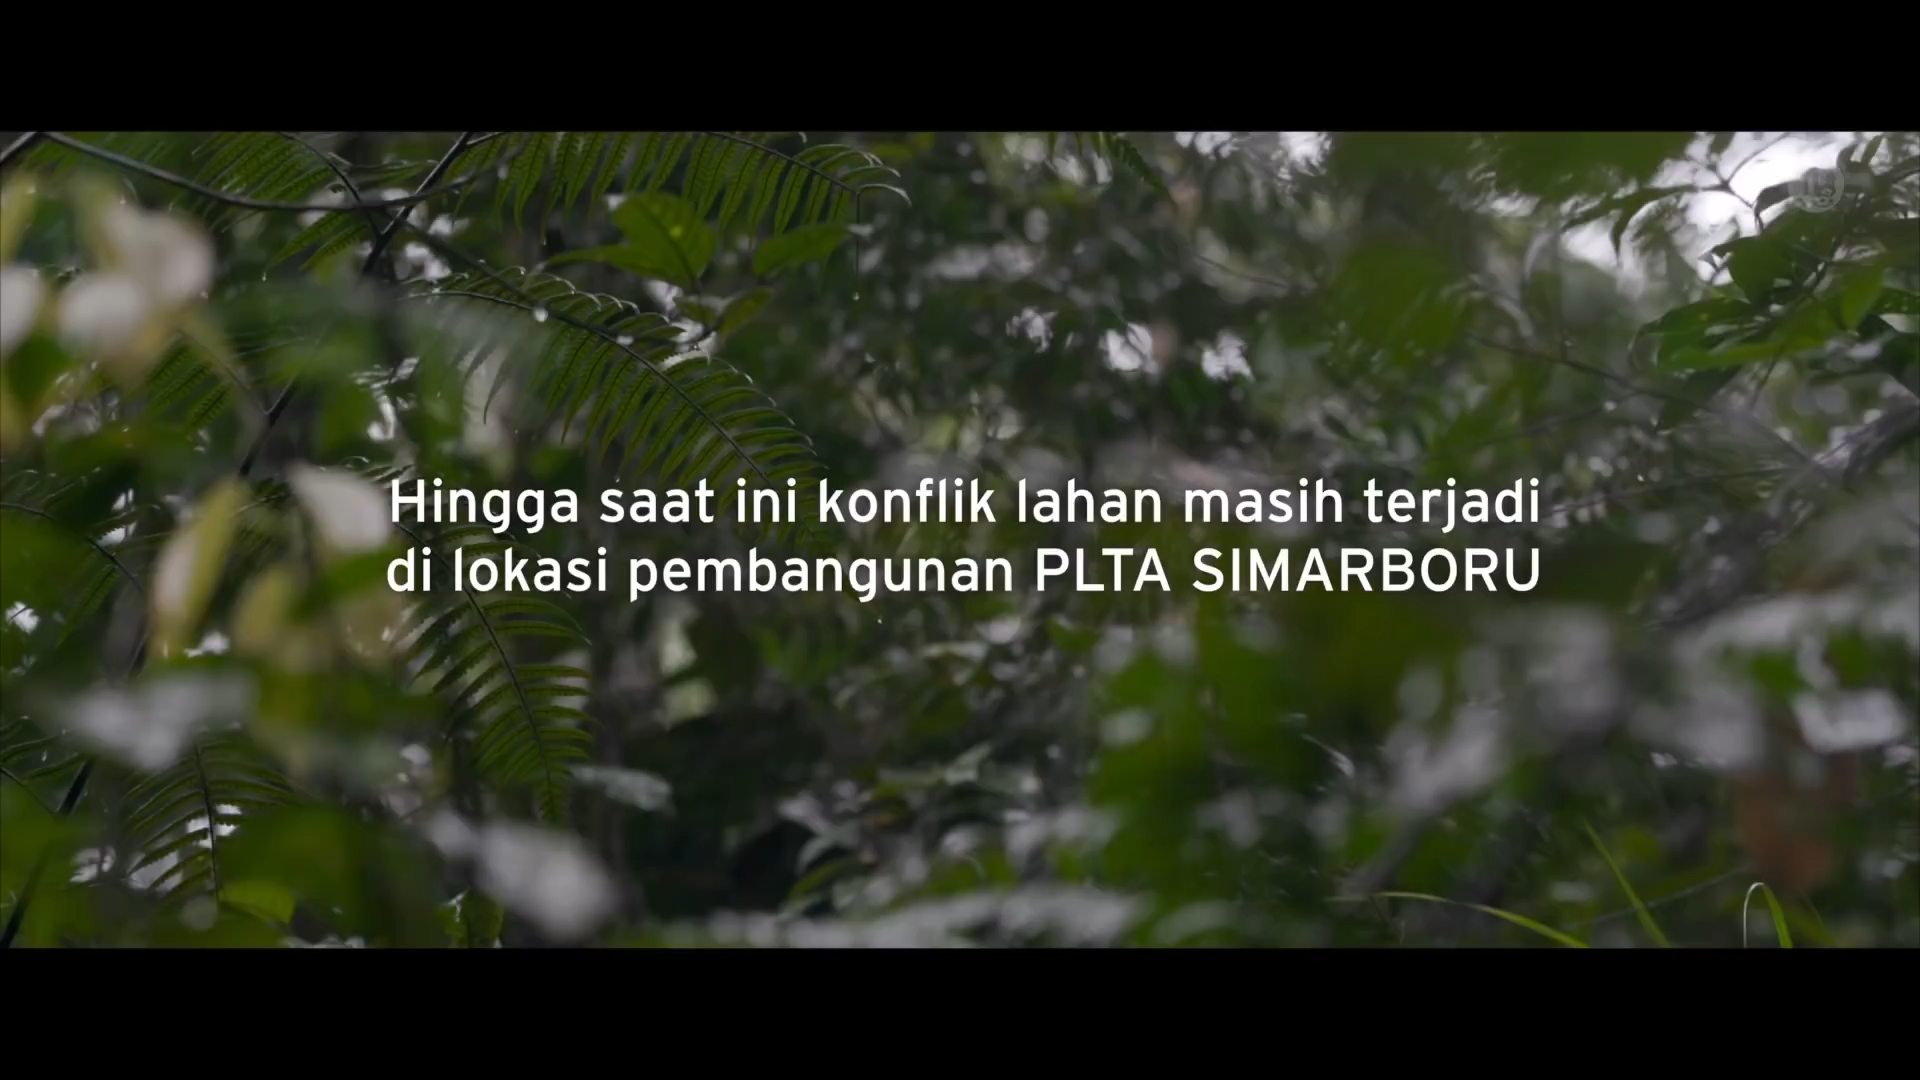 Hingga saat ini konflik lahan masih terjadi
di lokasi pembangunan PLTA SIMARBORU